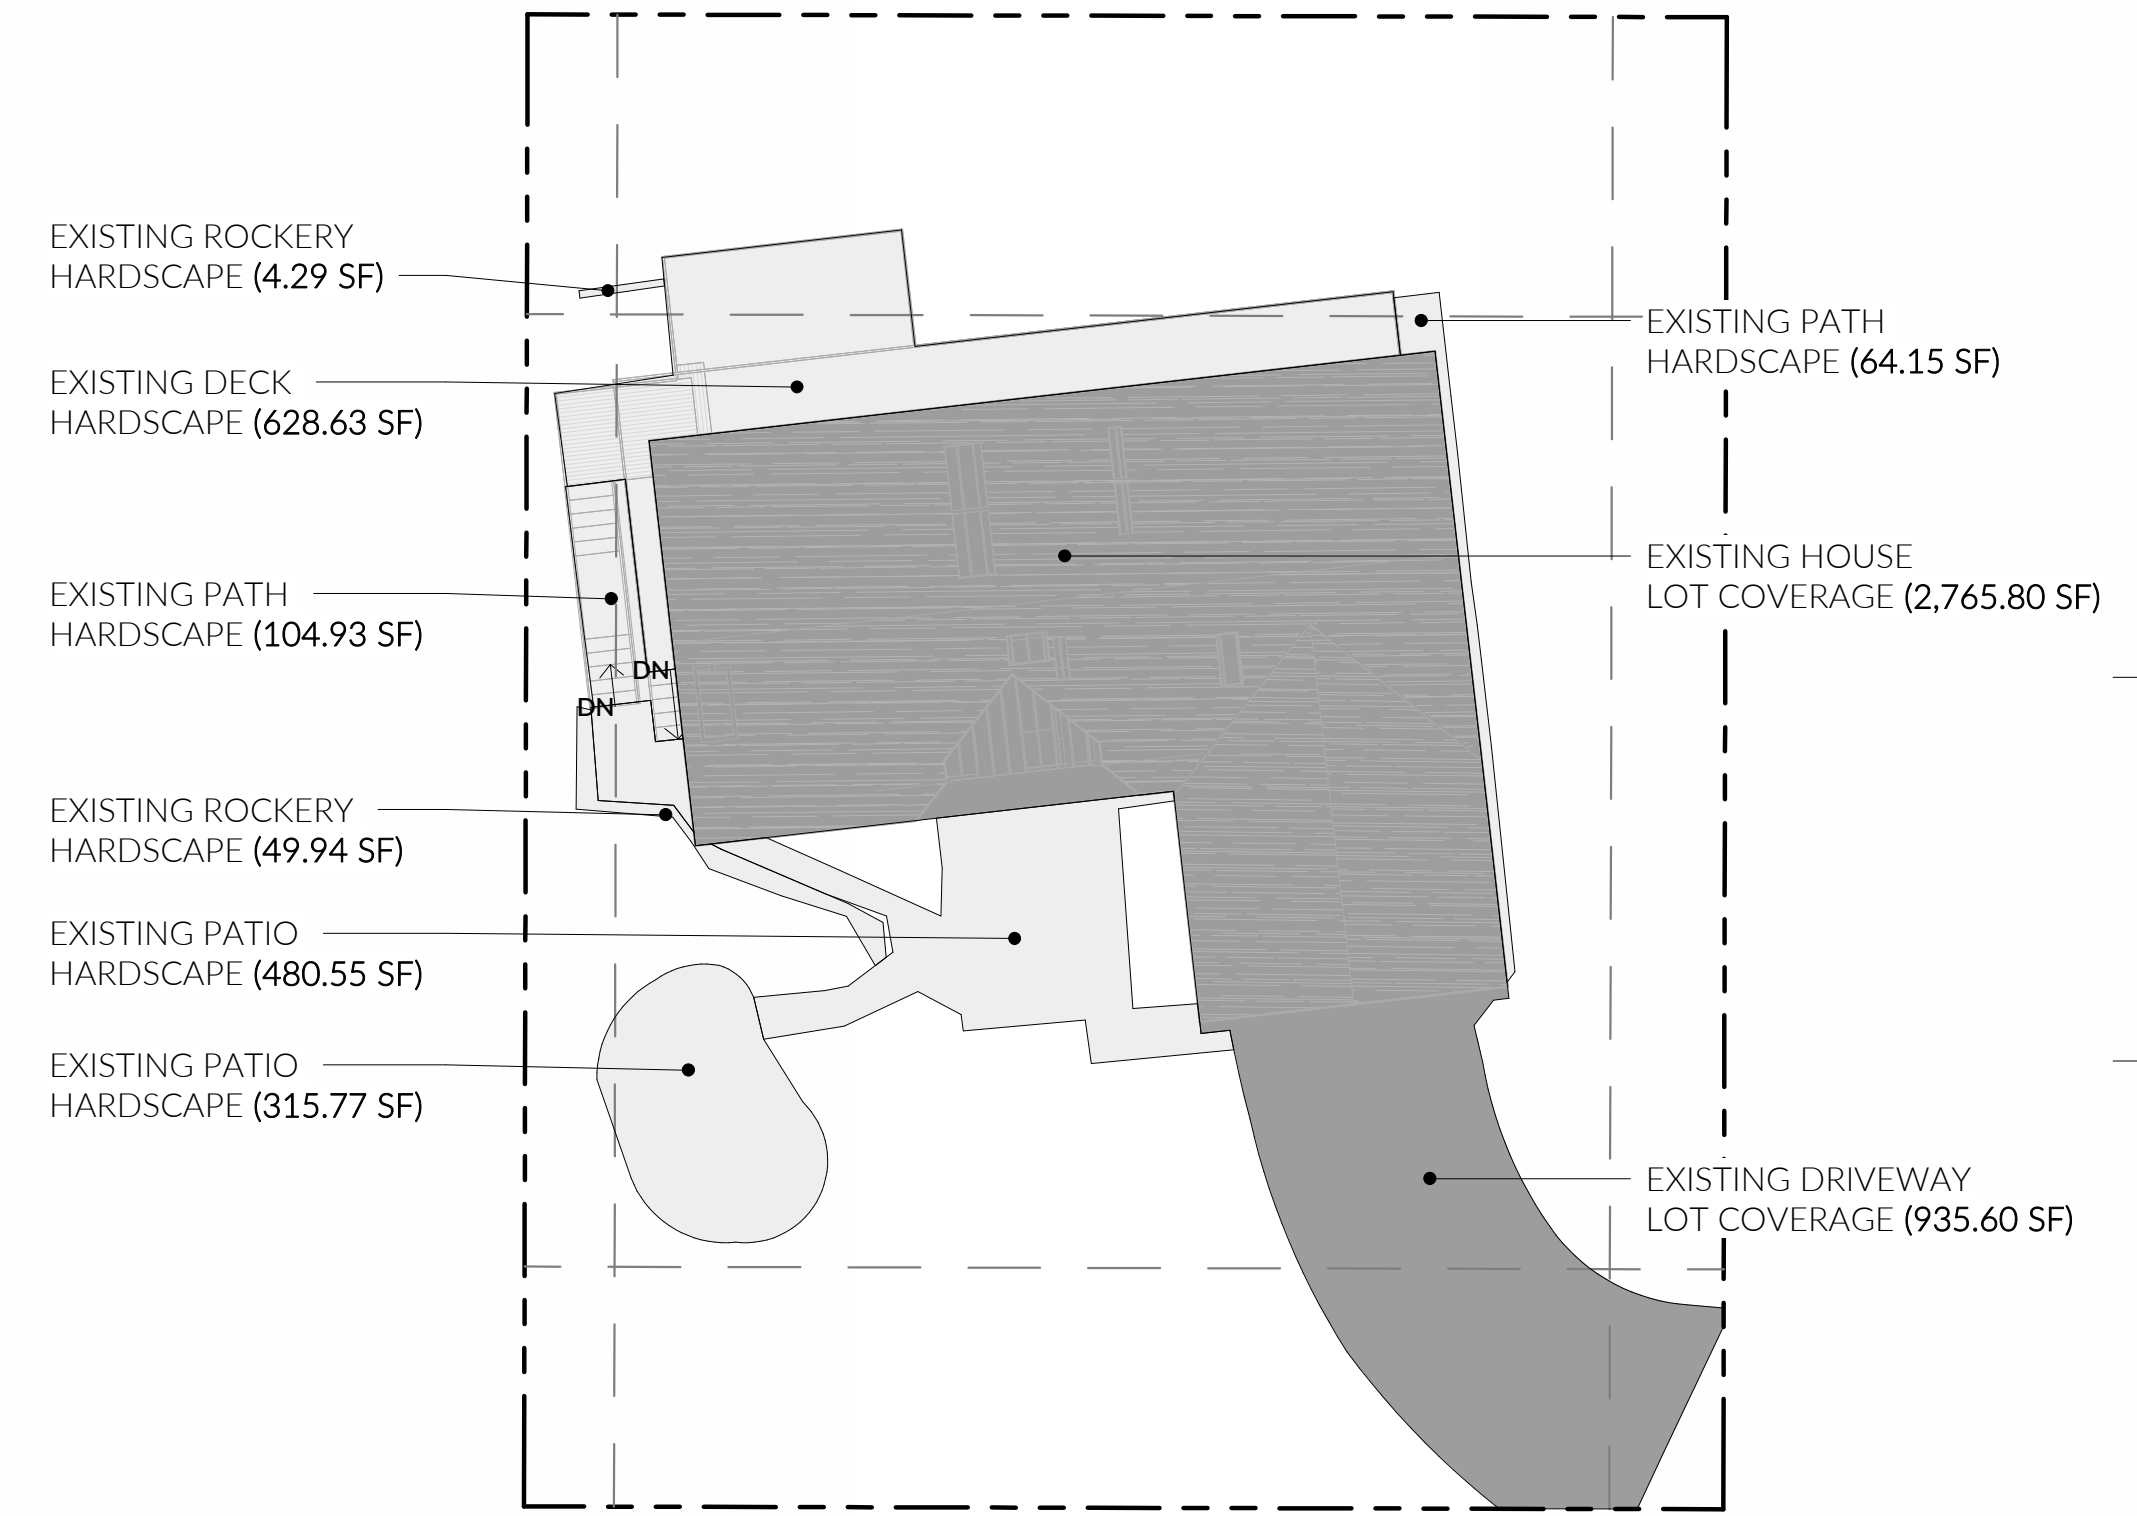 EXISTING ROCKERY
HARDSCAPE (4.29 SF)
EXISTING DECK
HARDSCAPE (628.63 SF)
EXISTING PATH
HARDSCAPE (104.93 SF)
DN
DN
EXISTING ROCKERY
HARDSCAPE (49.94 SF)
EXISTING PATIO
HARDSCAPE (480.55 SF)
EXISTING PATIO
HARDSCAPE (315.77 SF)
EXISTING PATH
HARDSCAPE (64.15 SF)
EXISTING HOUSE
LOT COVERAGE (2,765.80 SF)
EXISTING DRIVEWAY
LOT COVERAGE (935.60 SF)